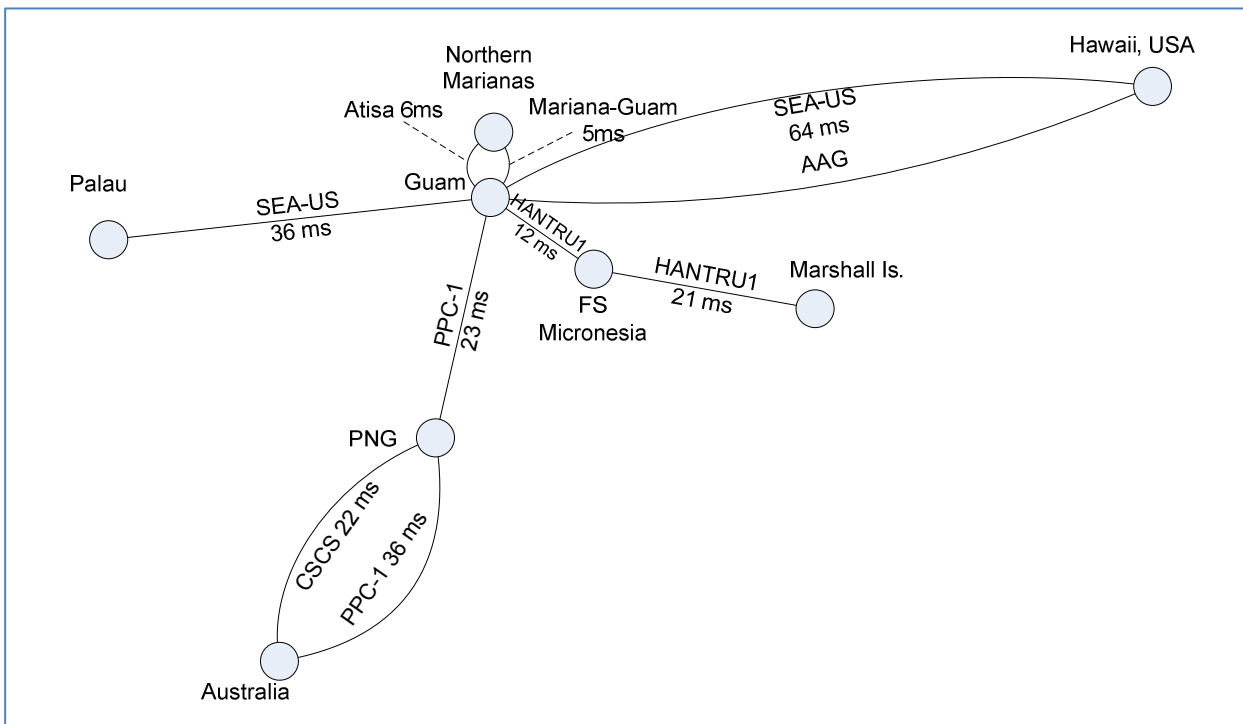 Northern
Marianas
Hawaii, USA
Atisa 6ms
Mariana-Guam
5ms
SEA-US
64 ms
AAG
Palau
Guam
SEA-US
36 ms
HANTRU1
12 ms
HANTRU1
21 ms
Marshall Is.
FS
Micronesia
PPC-1
23 ms
PNG
CSCS 22 ms
PPC-1 36 ms
Australia